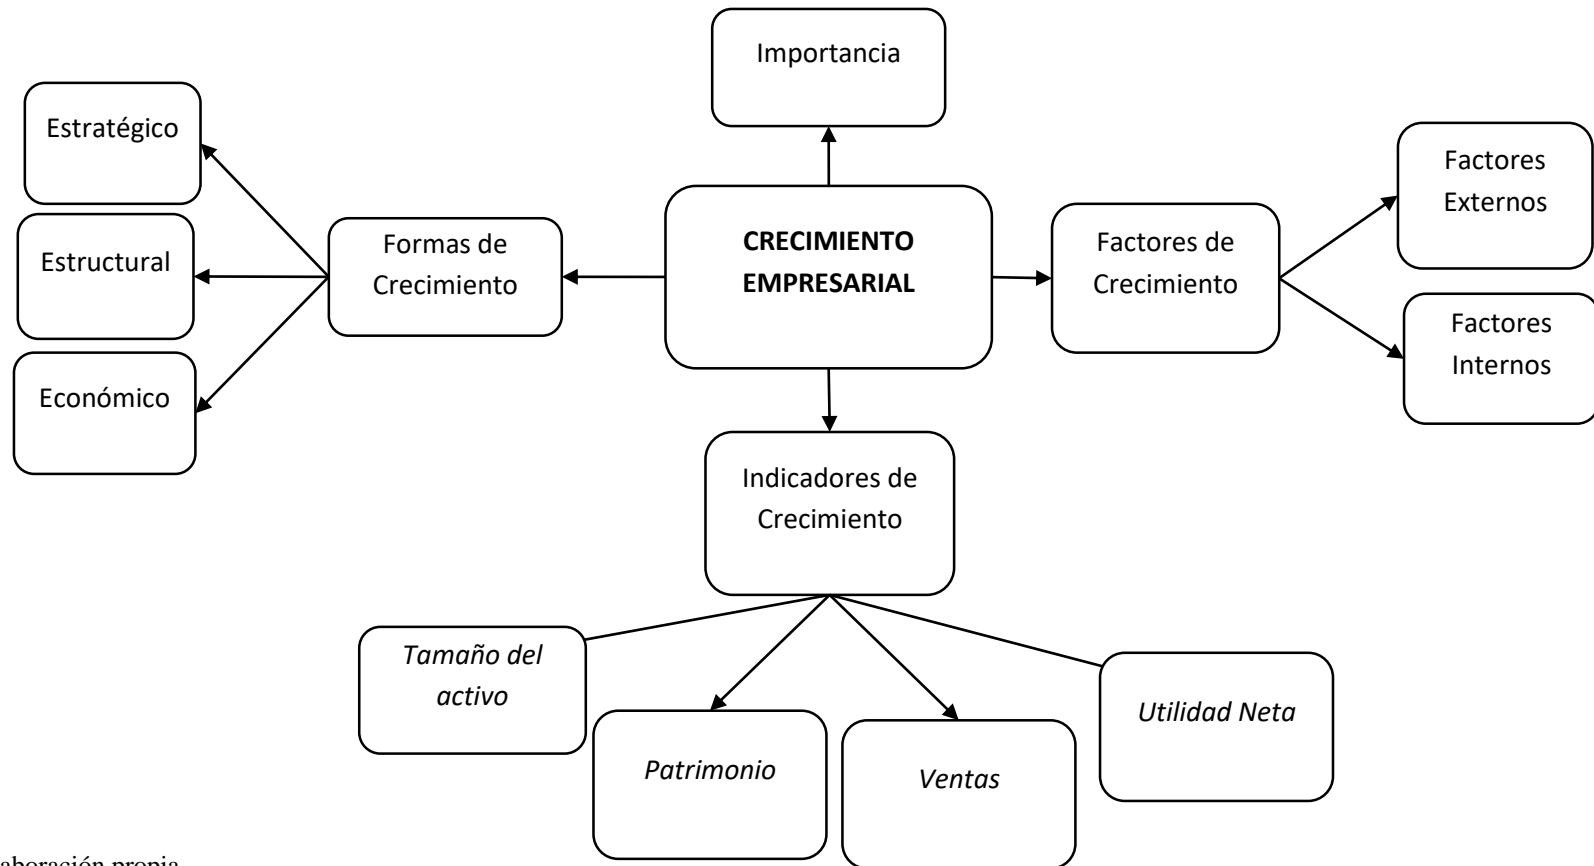 Importancia
Estratégico
Factores
Externos
Formas de
Crecimiento
CRECIMIENTO
EMPRESARIAL
Factores de
Crecimiento
Estructural
Factores
Internos
Económico
Indicadores de
Crecimiento
Tamaño del
activo
Utilidad Neta
Patrimonio
Ventas
propia